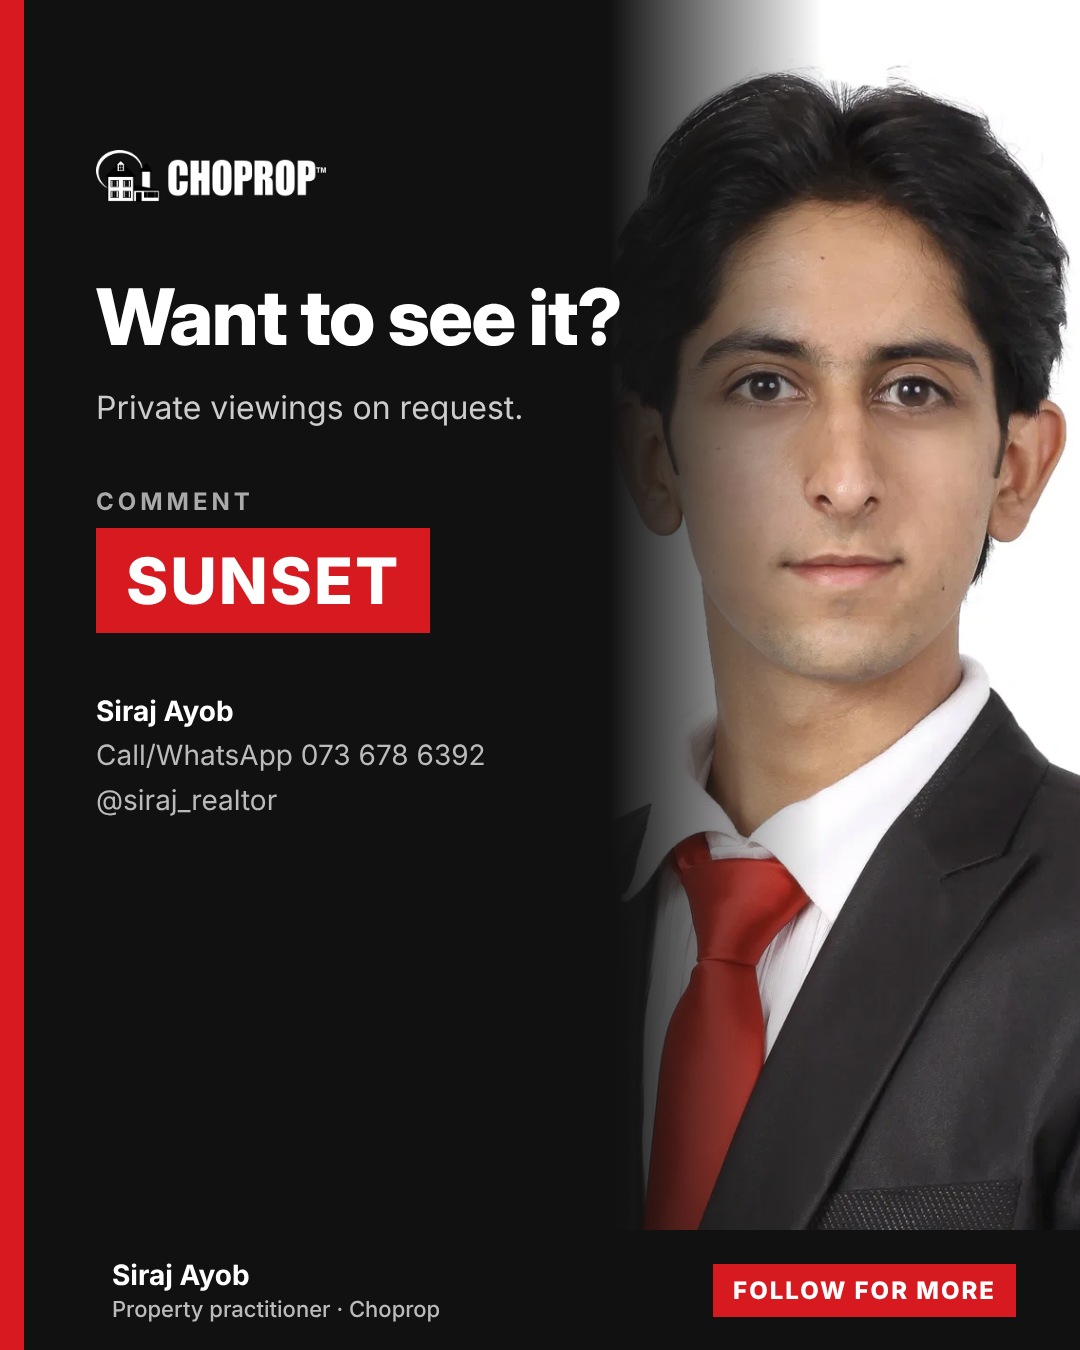 CHOPROP™
Want to see it?
Private viewings on request.
COMMENT
SUNSET
Siraj Ayob
Call/WhatsApp 073 678 6392
@siraj_realtor
Siraj Ayob
Property practitioner · Choprop
FOLLOW FOR MORE